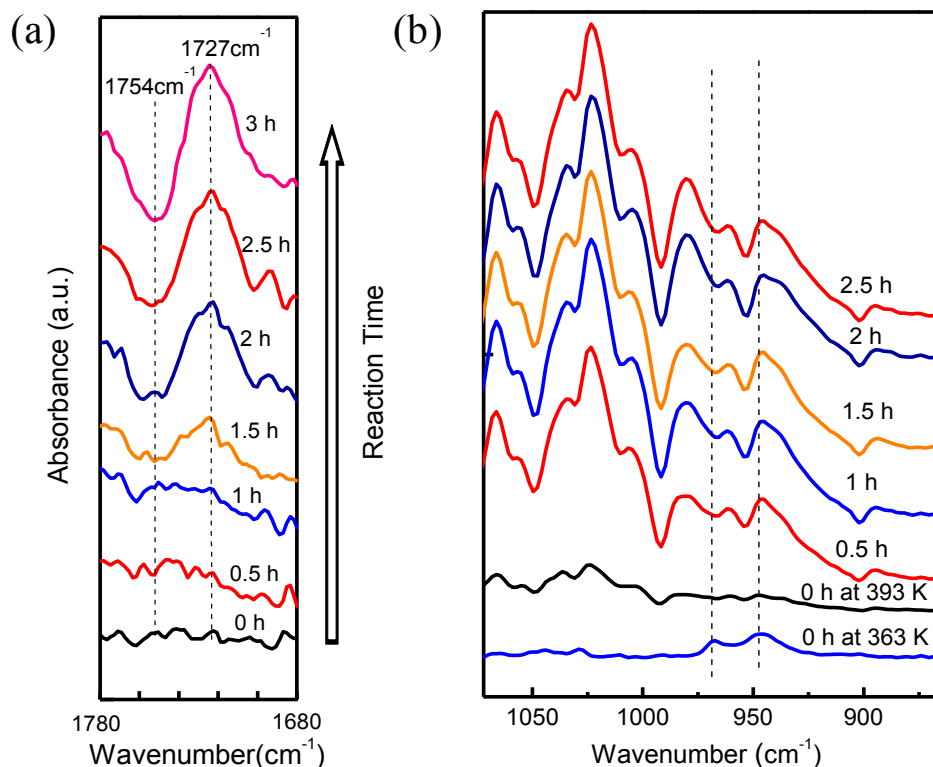 (a)
1727cm⁻¹
1754cm⁻¹
3 h
2.5 h
2 h
1.5 h
1 h
0.5 h
0 h
Absorbance (a.u.)
Reaction Time
1780
1680
Wavenumber(cm⁻¹)
(b)
2.5 h
2 h
1.5 h
1 h
0.5 h
0 h at 393 K
0 h at 363 K
1050
1000
950
900
Wavenumber (cm⁻¹)